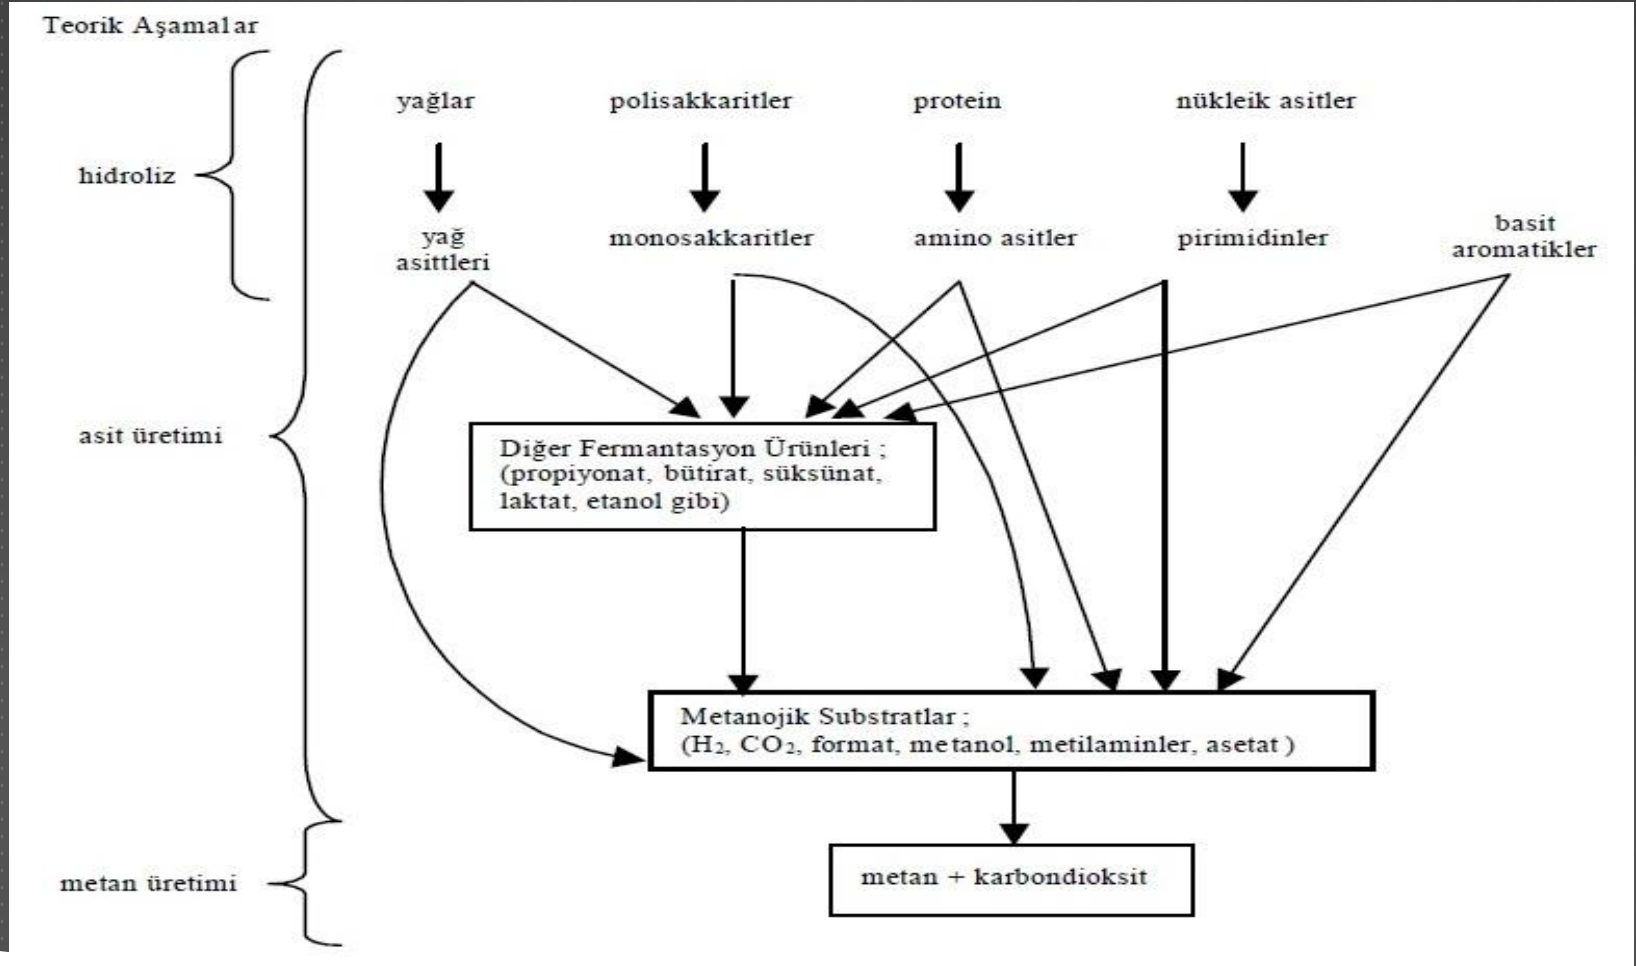 Teorik Aşamalar
yağlar
polisakkaritler
protein
nükleik asitler
hidroliz
yağ
asittleri
monosakkaritler
amino asitler
pirimidinler
basit
aromatikler
asit üretimi
Diğer Fermantasyon Ürünleri ;
(propiyonat, bütirat, süksünat,
laktat, etanol gibi)
Metanojik Substratlar ;
(H₂, CO₂, format, metanol, metilaminler, asetat )
metan üretimi
metan + karbondioksit